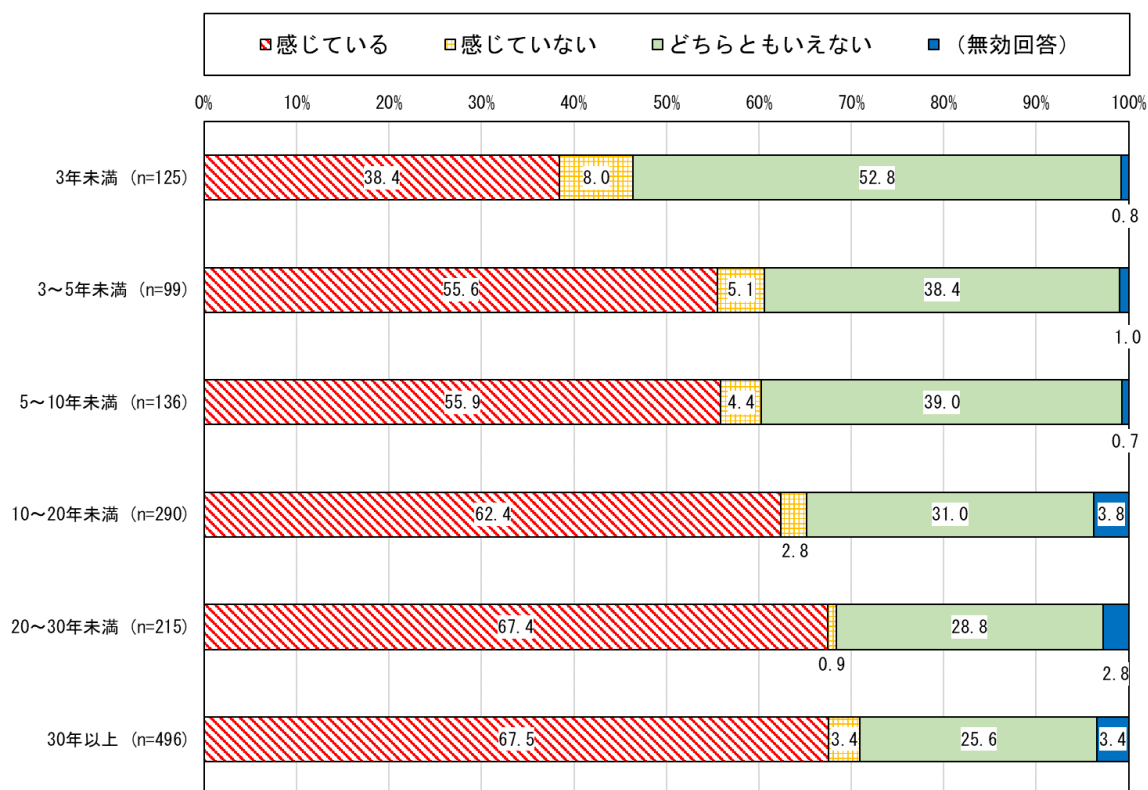 感じている 感じていない どちらともいえない （無効回答）
0% 10% 20% 30% 40% 50% 60% 70% 80% 90% 100%
3年未満 (n=125) 38.4 8.0 52.8
0.8
3～5年未満 (n=99) 55.6 5.1 38.4
1.0
5～10年未満 (n=136) 55.9 4.4 39.0
0.7
10～20年未満 (n=290) 62.4 31.0 3.8
2.8
20～30年未満 (n=215) 67.4 28.8
0.9 2.8
30年以上 (n=496) 67.5 3.4 25.6 3.4